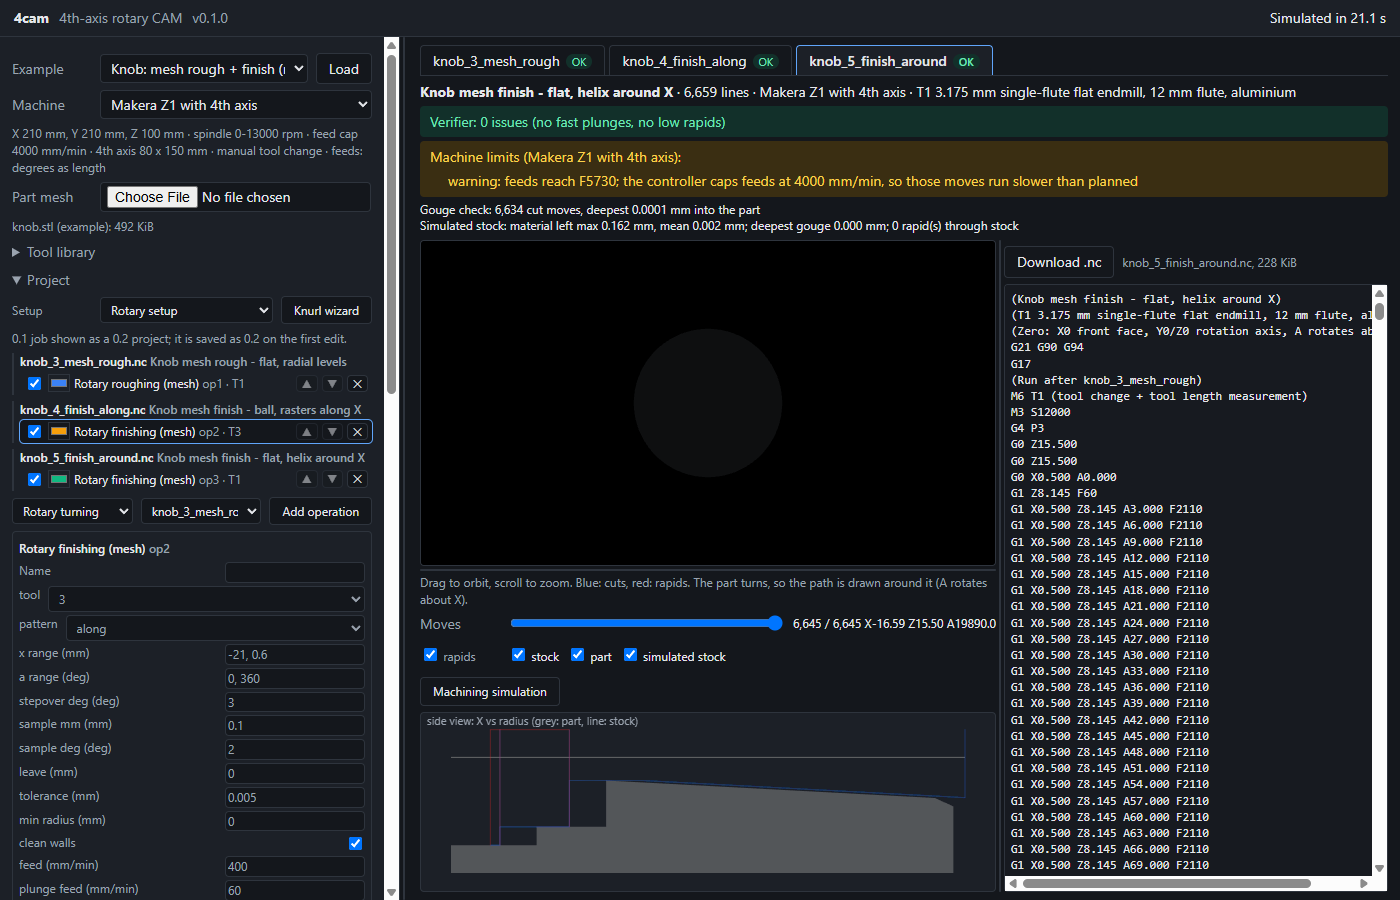 4cam 4th-axis rotary CAM v0.1.0
Simulated in 21.1 s
Example Knob: mesh rough + finish (r Load
Machine Makera Z1 with 4th axis
X 210 mm, Y 210 mm, Z 100 mm · spindle 0-13000 rpm · feed cap
4000 mm/min · 4th axis 80 x 150 mm · manual tool change · feeds:
degrees as length
Part mesh Choose File No file chosen
knob.stl (example): 492 KiB
▶ Tool library
▼ Project
Setup Rotary setup Knurl wizard
0.1 job shown as a 0.2 project; it is saved as 0.2 on the first edit.
knob_3_mesh_rough.nc Knob mesh rough - flat, radial levels
Rotary roughing (mesh) op1 · T1
knob_4_finish_along.nc Knob mesh finish - ball, rasters along X
Rotary finishing (mesh) op2 · T3
knob_5_finish_around.nc Knob mesh finish - flat, helix around X
Rotary finishing (mesh) op3 · T1
Rotary turning knob_3_mesh_ro Add operation
Rotary finishing (mesh) op2
Name
tool 3
pattern along
x range (mm) -21, 0.6
a range (deg) 0, 360
stepover deg (deg) 3
sample mm (mm) 0.1
sample deg (deg) 2
leave (mm) 0
tolerance (mm) 0.005
min radius (mm) 0
clean walls
feed (mm/min) 400
plunge feed (mm/min) 60
knob_3_mesh_rough OK knob_4_finish_along OK knob_5_finish_around OK
Knob mesh finish - flat, helix around X · 6,659 lines · Makera Z1 with 4th axis · T1 3.175 mm single-flute flat endmill, 12 mm flute, aluminium
Verifier: 0 issues (no fast plunges, no low rapids)
Machine limits (Makera Z1 with 4th axis):
warning: feeds reach F5730; the controller caps feeds at 4000 mm/min, so those moves run slower than planned
Gouge check: 6,634 cut moves, deepest 0.0001 mm into the part
Simulated stock: material left max 0.162 mm, mean 0.002 mm; deepest gouge 0.000 mm; 0 rapid(s) through stock
Drag to orbit, scroll to zoom. Blue: cuts, red: rapids. The part turns, so the path is drawn around it (A rotates
about X).
Moves 6,645 / 6,645 X-16.59 Z15.50 A19890.0
rapids stock part simulated stock
Machining simulation
side view: X vs radius (grey: part, line: stock)
Download .nc knob_5_finish_around.nc, 228 KiB
(Knob mesh finish - flat, helix around X)
(T1 3.175 mm single-flute flat endmill, 12 mm flute, al
(Zero: X0 front face, Y0/Z0 rotation axis, A rotates ab
G21 G90 G94
G17
(Run after knob_3_mesh_rough)
M6 T1 (tool change + tool length measurement)
M3 S12000
G4 P3
G0 Z15.500
G0 Z15.500
G0 X0.500 A0.000
G1 Z8.145 F60
G1 X0.500 Z8.145 A3.000 F2110
G1 X0.500 Z8.145 A6.000 F2110
G1 X0.500 Z8.145 A9.000 F2110
G1 X0.500 Z8.145 A12.000 F2110
G1 X0.500 Z8.145 A15.000 F2110
G1 X0.500 Z8.145 A18.000 F2110
G1 X0.500 Z8.145 A21.000 F2110
G1 X0.500 Z8.145 A24.000 F2110
G1 X0.500 Z8.145 A27.000 F2110
G1 X0.500 Z8.145 A30.000 F2110
G1 X0.500 Z8.145 A33.000 F2110
G1 X0.500 Z8.145 A36.000 F2110
G1 X0.500 Z8.145 A39.000 F2110
G1 X0.500 Z8.145 A42.000 F2110
G1 X0.500 Z8.145 A45.000 F2110
G1 X0.500 Z8.145 A48.000 F2110
G1 X0.500 Z8.145 A51.000 F2110
G1 X0.500 Z8.145 A54.000 F2110
G1 X0.500 Z8.145 A57.000 F2110
G1 X0.500 Z8.145 A60.000 F2110
G1 X0.500 Z8.145 A63.000 F2110
G1 X0.500 Z8.145 A66.000 F2110
G1 X0.500 Z8.145 A69.000 F2110